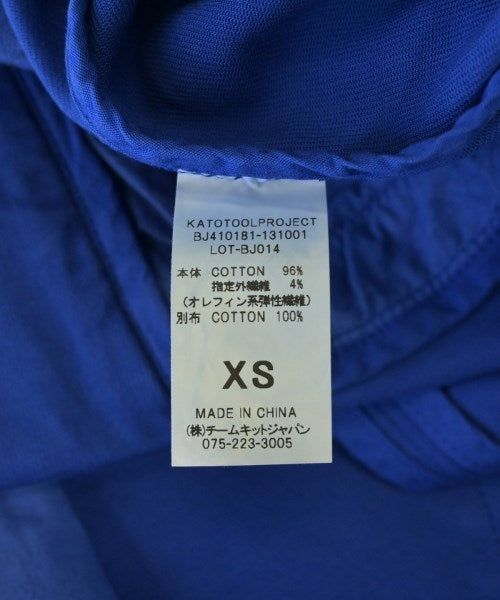 KATOTOOLPROJECT
BJ410181-131001
LOT-BJ014
本体 COTTON 96%
指定外繊維 4%
(オレフィン系弾性繊維)
別布 COTTON 100%
XS
MADE IN CHINA
(株)テームキットジャパン
075-223-3005